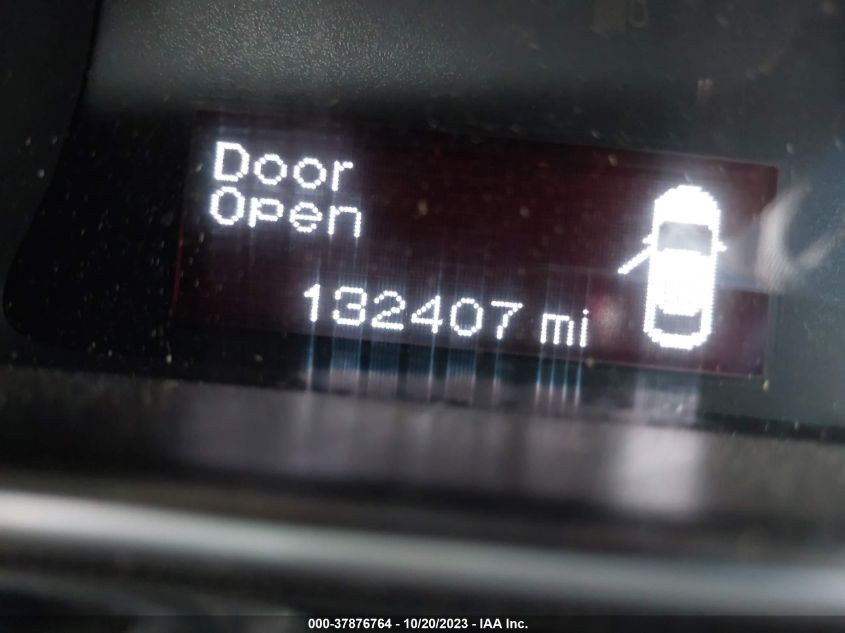 Door
Open
132407 mi
000-37876764 - 10/20/2023 - IAA Inc.